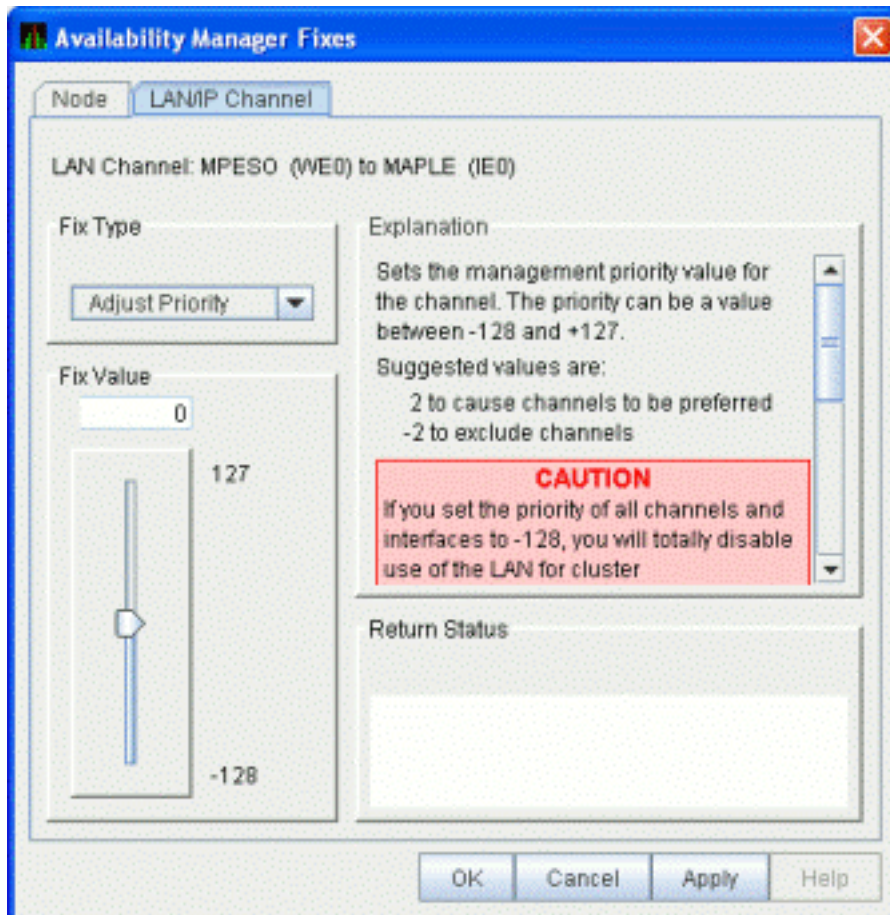 Availability Manager Fixes
Node
LAN/IP Channel
LAN Channel: MPESO (WE0) to MAPLE (IE0)
Fix Type
Adjust Priority
Fix Value
0
127
-128
Explanation
Sets the management priority value for
the channel. The priority can be a value
between -128 and +127.
Suggested values are:
2 to cause channels to be preferred
-2 to exclude channels
CAUTION
If you set the priority of all channels and
interfaces to -128, you will totally disable
use of the LAN for cluster
Return Status
OK
Cancel
Apply
Help